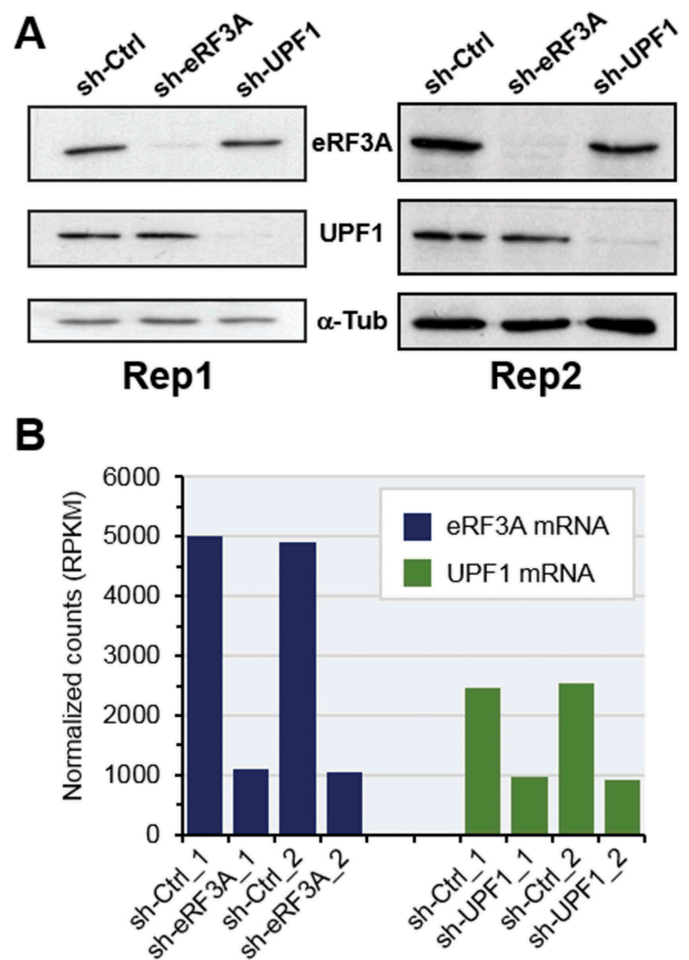 A
sh-Ctrl sh-eRF3A sh-UPF1 sh-Ctrl sh-eRF3A sh-UPF1
eRF3A
UPF1
α-Tub
Rep1 Rep2
B
Normalized counts (RPKM)
6000
5000
4000
3000
2000
1000
0
eRF3A mRNA
UPF1 mRNA
sh-Ctrl_1 sh-eRF3A_1 sh-Ctrl_2 sh-eRF3A_2 sh-Ctrl_1 sh-UPF1_1 sh-Ctrl_2 sh-UPF1_2